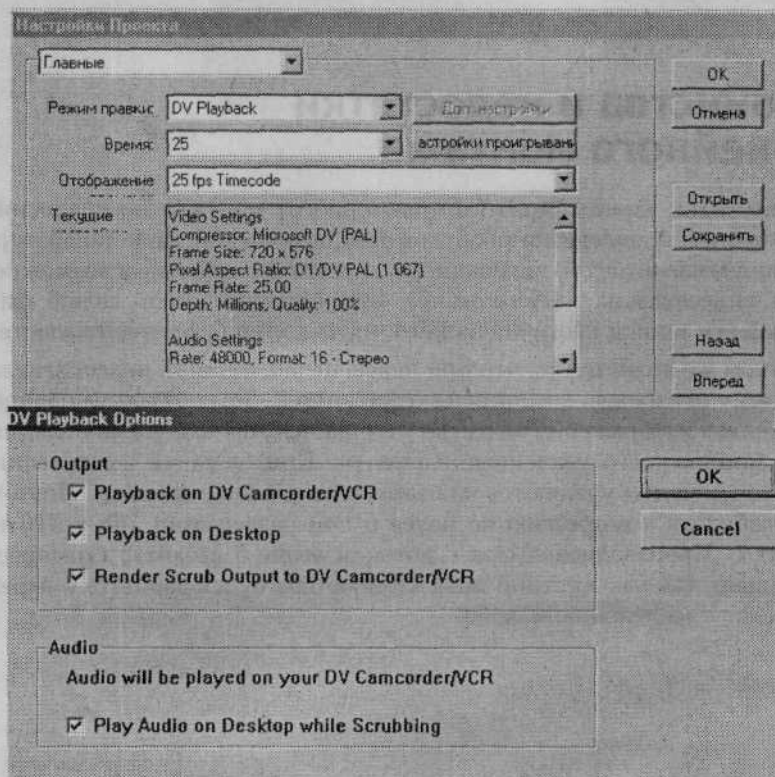 Настройки Проекта
Главные
OK
Режим правки: DV Playback
Отмена
Время: 25 астройки проигрывани
Отображение 25 fps Timecode
Открыть
Текущие
Сохранить
Video Settings
Compressor: Microsoft DV (PAL)
Frame Size: 720 x 576
Pixel Aspect Ratio: D1/DV PAL (1.067)
Frame Rate: 25,00
Depth: Millions, Quality: 100%
Audio Settings
Rate: 48000, Format: 16 - Стерео
Назад
Вперед
DV Playback Options
Output
OK
Playback on DV Camcorder/VCR
Playback on Desktop
Cancel
Render Scrub Output to DV Camcorder/VCR
Audio
Audio will be played on your DV Camcorder/VCR
Play Audio on Desktop while Scrubbing